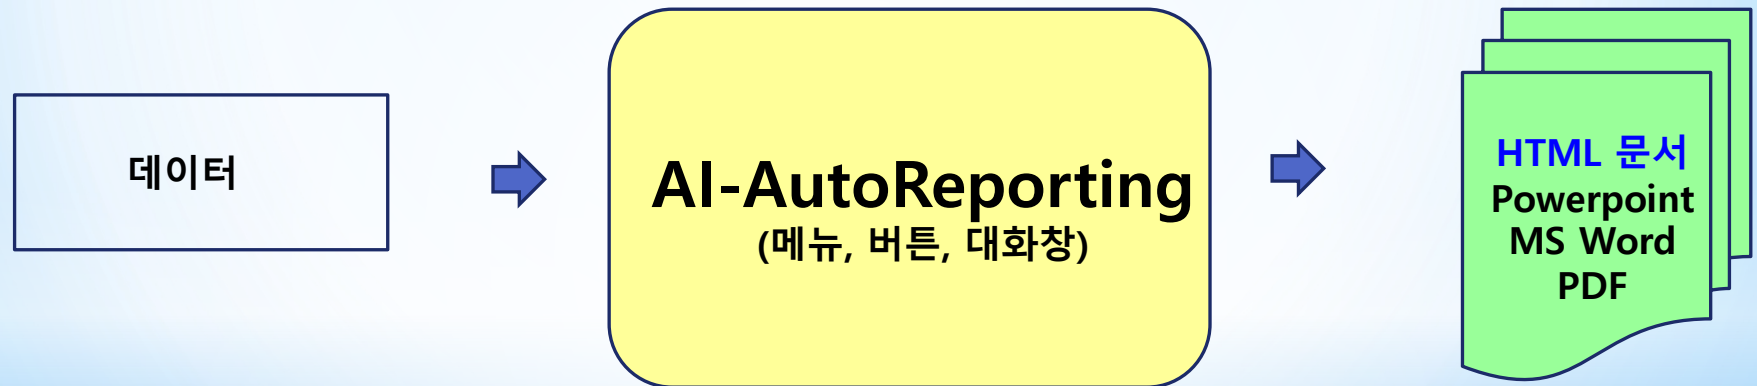 데이터
AI-AutoReporting
(메뉴, 버튼, 대화창)
HTML 문서
Powerpoint
MS Word
PDF